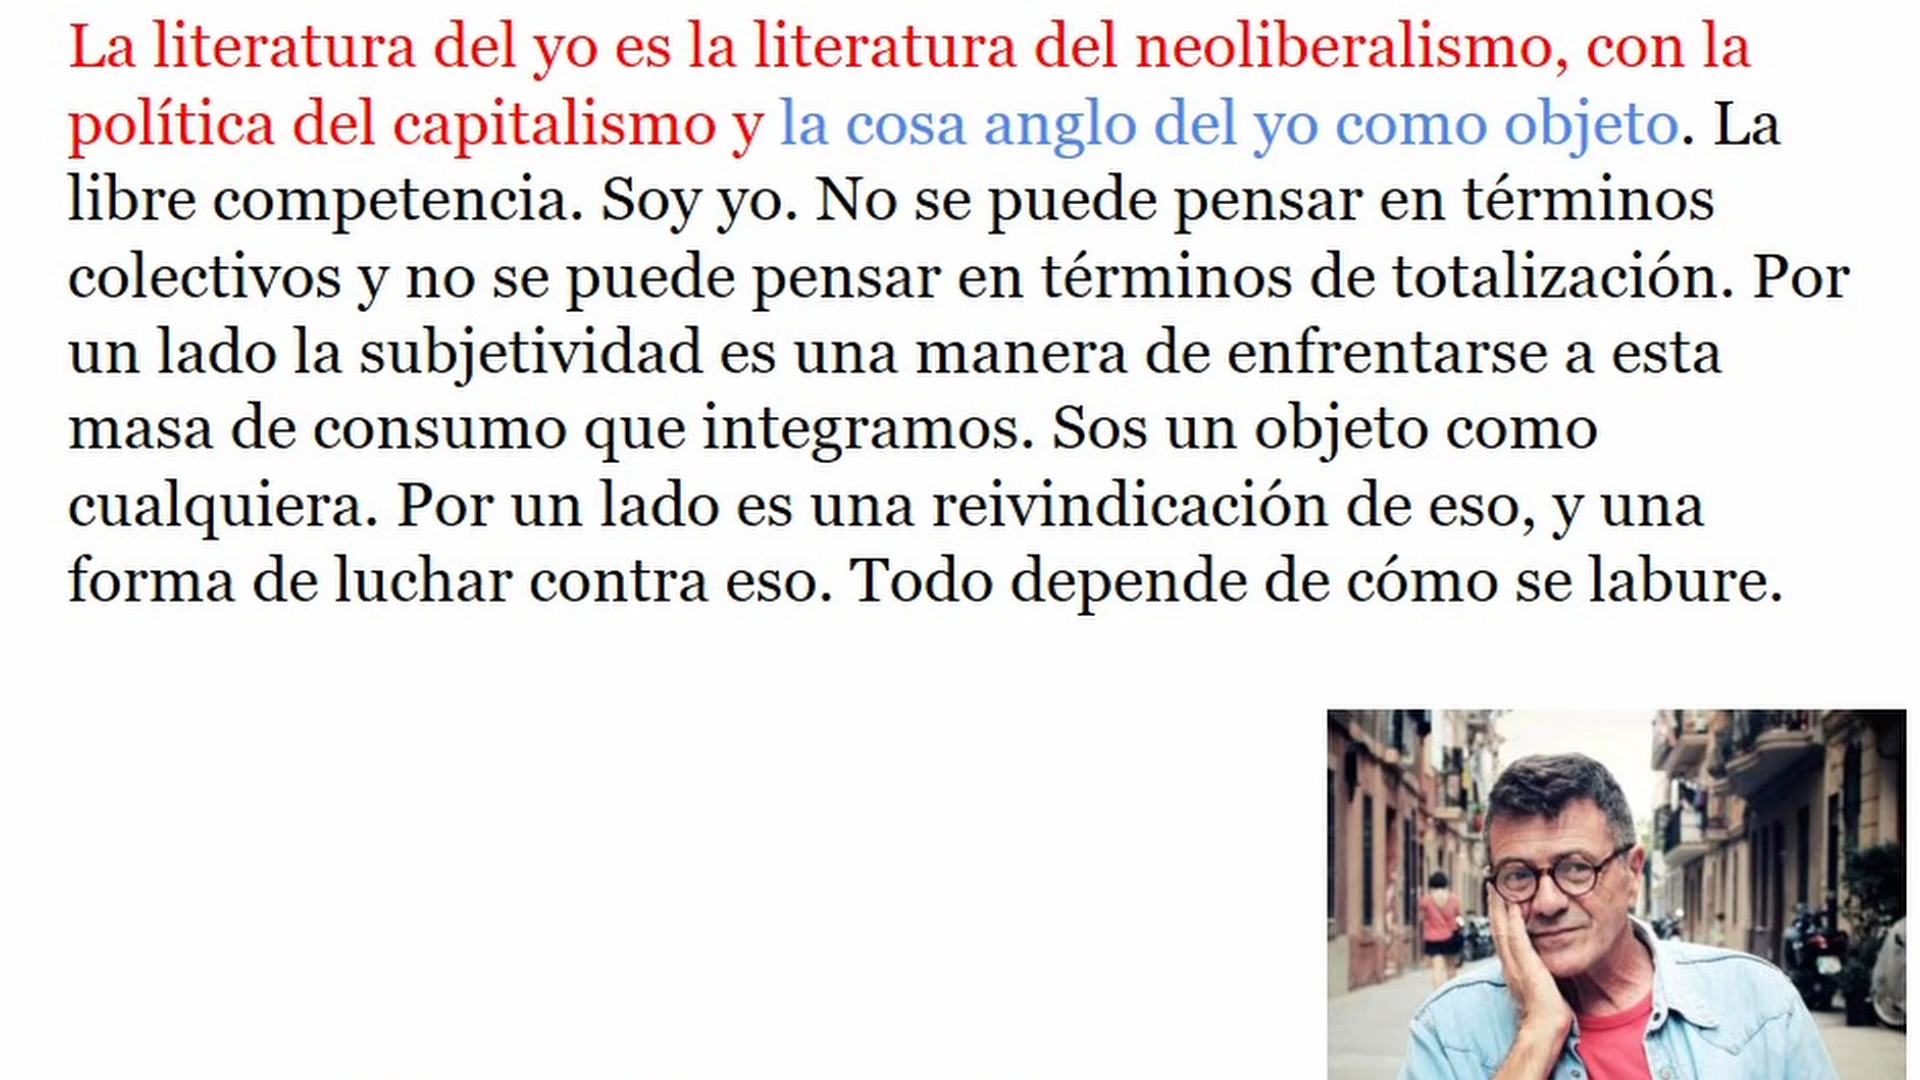 La literatura del yo es la literatura del neoliberalismo, con la
política del capitalismo y la cosa anglo del yo como objeto. La
libre competencia. Soy yo. No se puede pensar en términos
colectivos y no se puede pensar en términos de totalización. Por
un lado la subjetividad es una manera de enfrentarse a esta
masa de consumo que integramos. Sos un objeto como
cualquiera. Por un lado es una reivindicación de eso, y una
forma de luchar contra eso. Todo depende de cómo se labure.